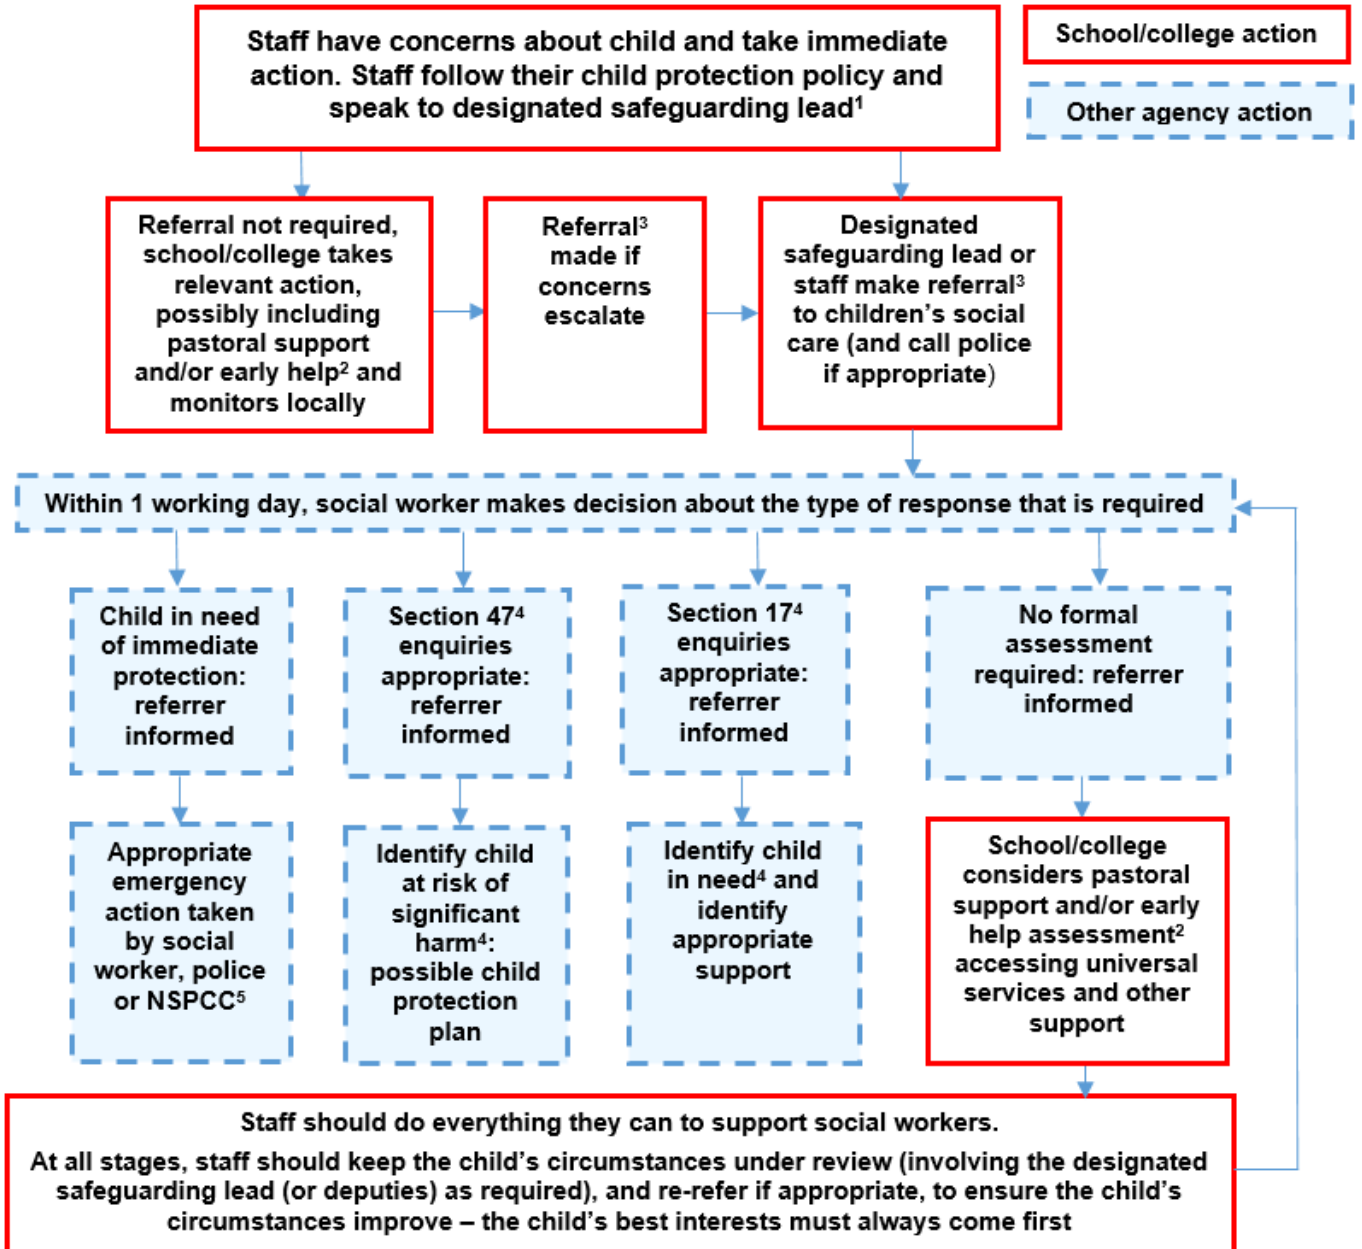 Staff have concerns about child and take immediate
action. Staff follow their child protection policy and
speak to designated safeguarding lead¹
School/college action
Other agency action
Referral not required,
school/college takes
relevant action,
possibly including
pastoral support
and/or early help² and
monitors locally
Referral³
made if
concerns
escalate
Designated
safeguarding lead or
staff make referral³
to children’s social
care (and call police
if appropriate)
Within 1 working day, social worker makes decision about the type of response that is required
Child in need
of immediate
protection:
referrer
informed
Section 47⁴
enquiries
appropriate:
referrer
informed
Section 17⁴
enquiries
appropriate:
referrer
informed
No formal
assessment
required: referrer
informed
Appropriate
emergency
action taken
by social
worker, police
or NSPCC⁵
Identify child
at risk of
significant
harm⁴:
possible child
protection
plan
Identify child
in need⁴ and
identify
appropriate
support
School/college
considers pastoral
support and/or early
help assessment²
accessing universal
services and other
support
Staff should do everything they can to support social workers.
At all stages, staff should keep the child’s circumstances under review (involving the designated
safeguarding lead (or deputies) as required), and re-refer if appropriate, to ensure the child’s
circumstances improve – the child’s best interests must always come first